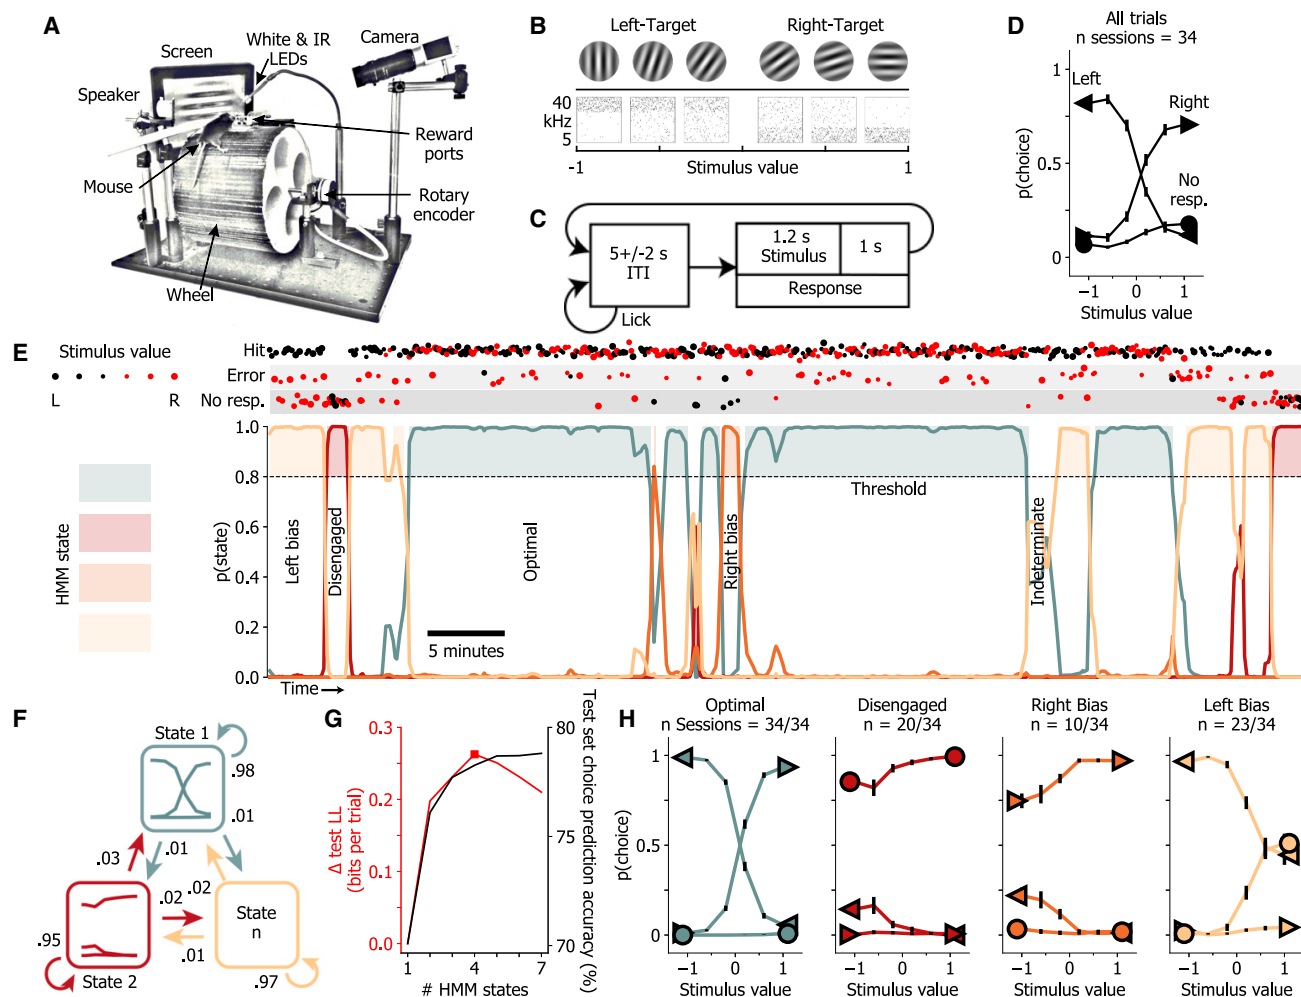 A
Screen
White & IR
LEDs
Camera
Speaker
Reward
ports
Mouse
Rotary
encoder
Wheel
B
Left-Target
Right-Target
40
kHz
5
-1
Stimulus value
1
C
5+/-2 s
ITI
1.2 s
Stimulus
1 s
Response
Lick
D
All trials
n sessions = 34
1
Left
Right
0.5
p(choice)
No
resp.
0
−1
0
1
Stimulus value
E
Stimulus value
L
R
Hit
Error
No resp.
HMM state
1.0
0.8
0.6
0.4
0.2
0.0
p(state)
Left bias
Disengaged
Optimal
Right bias
Threshold
Indeterminate
5 minutes
Time
F
State 1
.98
.01
.01
.03
.02
.02
.01
State
n
.95
State 2
.97
G
0.3
0.2
0.1
0.0
Δ test LL
(bits per trial)
80
75
70
Test set choice prediction accuracy (%)
1
4
7
# HMM states
H
Optimal
n Sessions = 34/34
Disengaged
n = 20/34
Right Bias
n = 10/34
Left Bias
n = 23/34
1
0.5
0
p(choice)
−1
0
1
Stimulus value
−1
0
1
Stimulus value
−1
0
1
Stimulus value
−1
0
1
Stimulus value